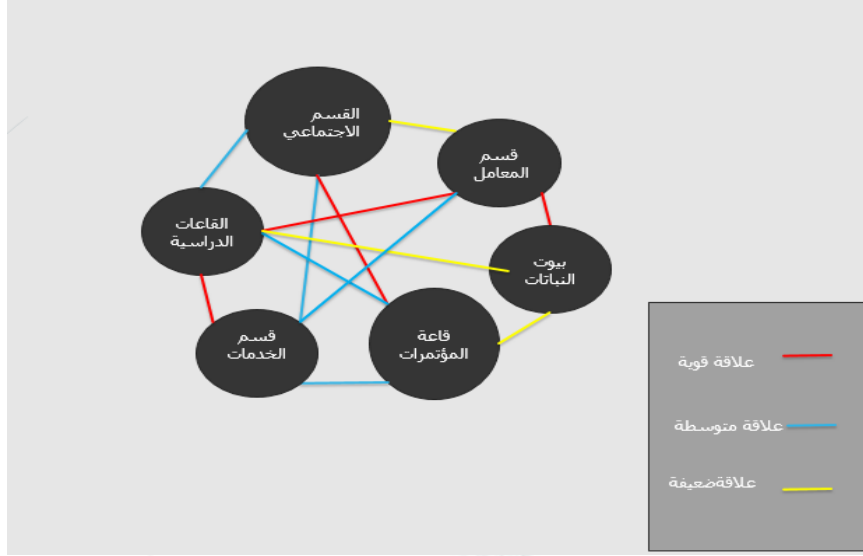 القسم
الاجتماعي
قسم
المعامل
القاعات
الدراسية
بيوت
النباتات
قسم
الخدمات
قاعة
المؤتمرات
علاقة قوية
علاقة متوسطة
علاقةضعيفة